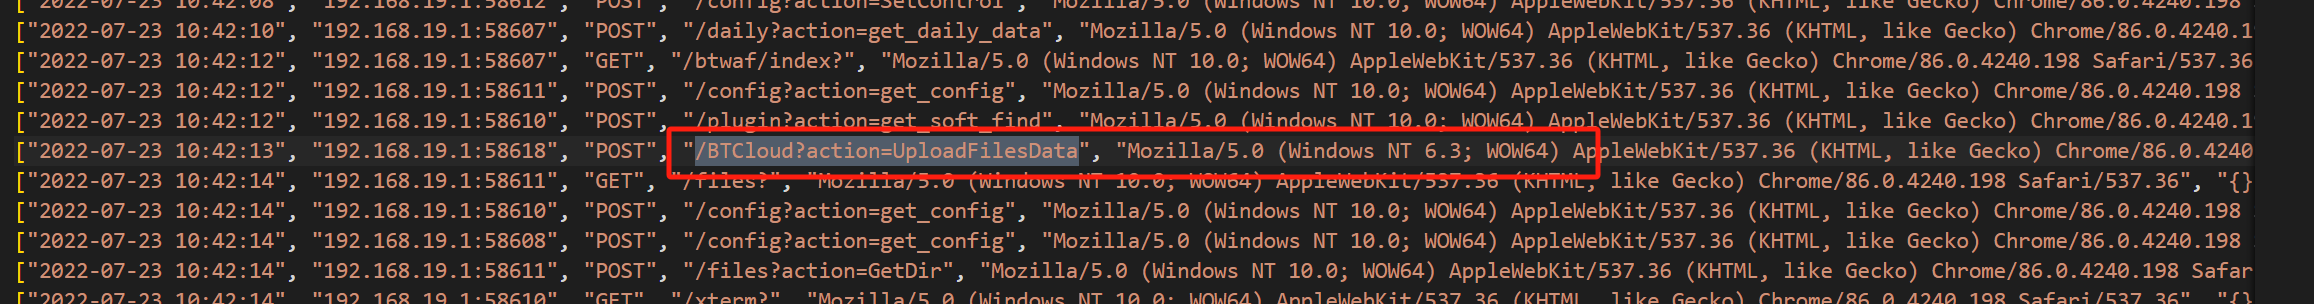 ["2022-07-23 10:42:08", "192.168.19.1:58612", "POST", "/config?action=SetControl", "Mozilla/5.0 (Windows NT 10.0; WOW64) AppleWebKit/537.36 (KHTML, like Gecko) Chrome/86.0.4240.198
["2022-07-23 10:42:10", "192.168.19.1:58607", "POST", "/daily?action=get_daily_data", "Mozilla/5.0 (Windows NT 10.0; WOW64) AppleWebKit/537.36 (KHTML, like Gecko) Chrome/86.0.4240.1
["2022-07-23 10:42:12", "192.168.19.1:58607", "GET", "/btwaf/index?", "Mozilla/5.0 (Windows NT 10.0; WOW64) AppleWebKit/537.36 (KHTML, like Gecko) Chrome/86.0.4240.198 Safari/537.36
["2022-07-23 10:42:12", "192.168.19.1:58611", "POST", "/config?action=get_config", "Mozilla/5.0 (Windows NT 10.0; WOW64) AppleWebKit/537.36 (KHTML, like Gecko) Chrome/86.0.4240.198
["2022-07-23 10:42:12", "192.168.19.1:58610", "POST", "/plugin?action=get_soft_find", "Mozilla/5.0 (Windows NT 10.0; WOW64) AppleWebKit/537.36 (KHTML, like Gecko) Chrome/86.0.4240.1
["2022-07-23 10:42:13", "192.168.19.1:58618", "POST", "/BTCloud?action=UploadFilesData", "Mozilla/5.0 (Windows NT 6.3; WOW64) AppleWebKit/537.36 (KHTML, like Gecko) Chrome/86.0.4240
["2022-07-23 10:42:14", "192.168.19.1:58611", "GET", "/files?", "Mozilla/5.0 (Windows NT 10.0; WOW64) AppleWebKit/537.36 (KHTML, like Gecko) Chrome/86.0.4240.198 Safari/537.36", "{}
["2022-07-23 10:42:14", "192.168.19.1:58610", "POST", "/config?action=get_config", "Mozilla/5.0 (Windows NT 10.0; WOW64) AppleWebKit/537.36 (KHTML, like Gecko) Chrome/86.0.4240.198
["2022-07-23 10:42:14", "192.168.19.1:58608", "POST", "/config?action=get_config", "Mozilla/5.0 (Windows NT 10.0; WOW64) AppleWebKit/537.36 (KHTML, like Gecko) Chrome/86.0.4240.198
["2022-07-23 10:42:14", "192.168.19.1:58611", "POST", "/files?action=GetDir", "Mozilla/5.0 (Windows NT 10.0; WOW64) AppleWebKit/537.36 (KHTML, like Gecko) Chrome/86.0.4240.198 Safar
["2022-07-23 10:42:14", "192.168.19.1:58610", "GET", "/xterm?", "Mozilla/5.0 (Windows NT 10.0; WOW64) AppleWebKit/537.36 (KHTML, like Gecko) Chrome/86.0.4240.198 Safari/537.36", "{}